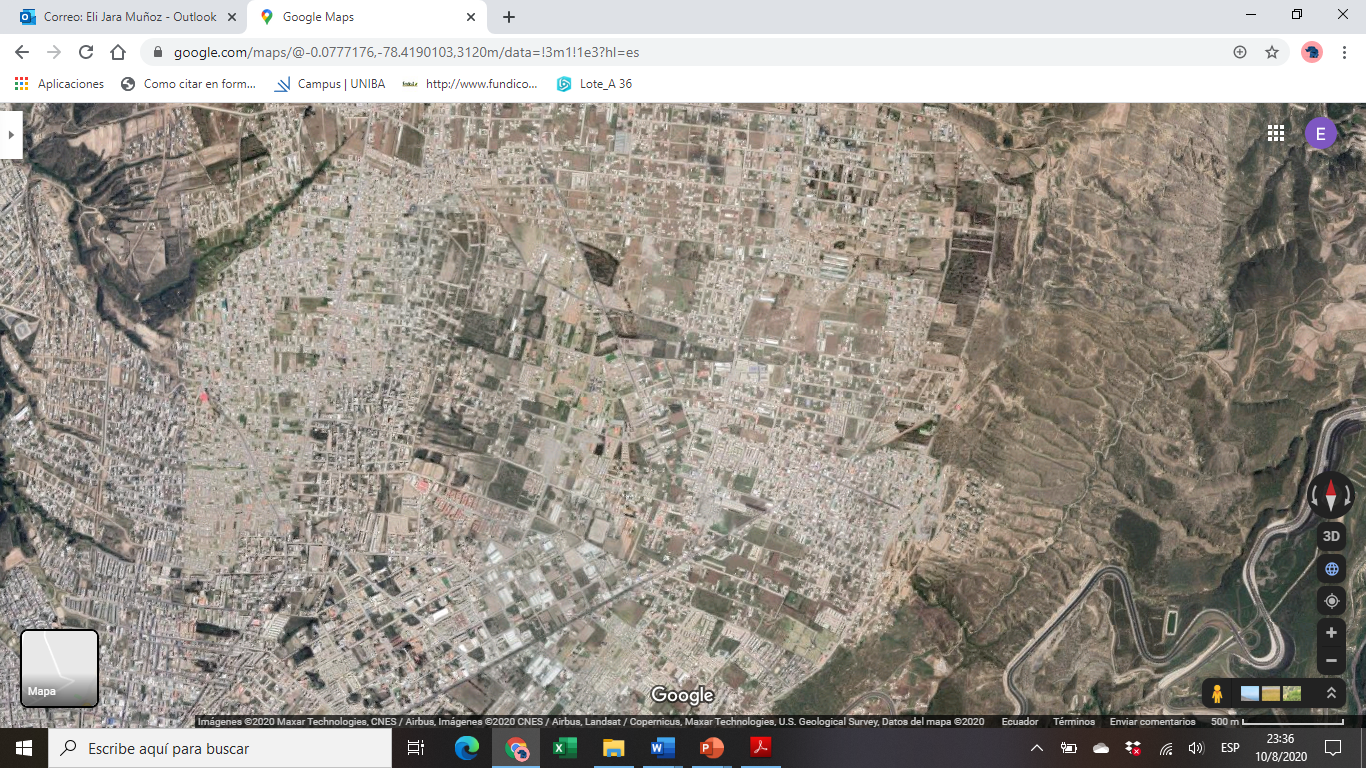 Correo: Eli Jara Muñoz - Outlook
Google Maps
google.com/maps/@-0.0777176,-78.4190103,3120m/data=!3m1!1e3?hl=es
Aplicaciones
Como citar en form...
Campus | UNIBA
http://www.fundico...
Lote_A 36
E
3D
Mapa
Google
Imágenes ©2020 Maxar Technologies, CNES / Airbus, Imágenes ©2020 CNES / Airbus, Landsat / Copernicus, Maxar Technologies, U.S. Geological Survey, Datos del mapa ©2020
Ecuador
Términos
Enviar comentarios
500 m
Escribe aquí para buscar
ESP
23:36
10/8/2020